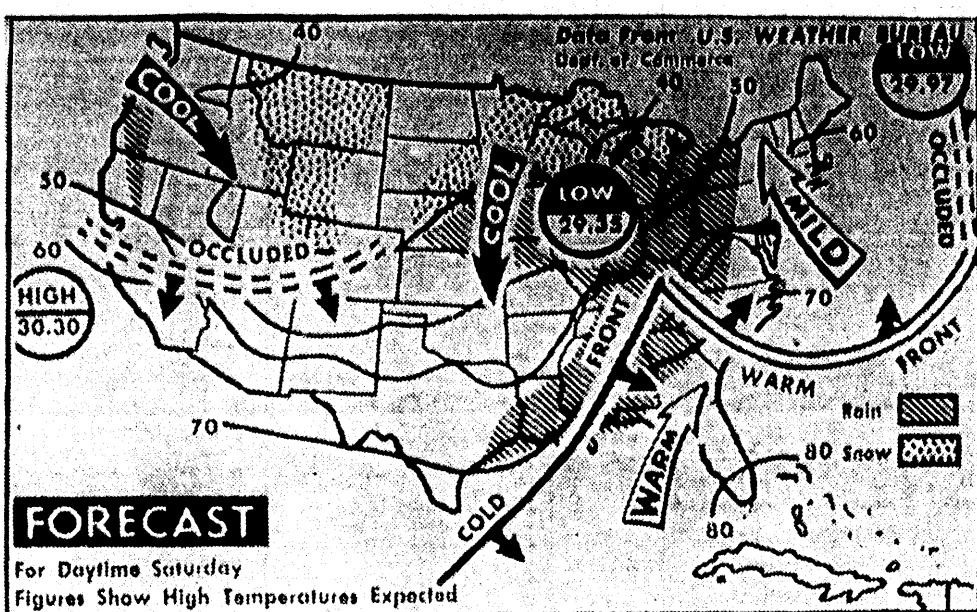 Data From U.S. WEATHER BUREAU
Dept. of Commerce
40
COOL
LOW
29.97
40
50
60
OCCLUDED
50
COOL
LOW
29.55
MILD
OCCLUDED
60
HIGH
30.30
70
FRONT
WARM
FRONT
Rain
70
80
Snow
WARM
COLD
80
FORECAST
For Daytime Saturday
Figures Show High Temperatures Expected